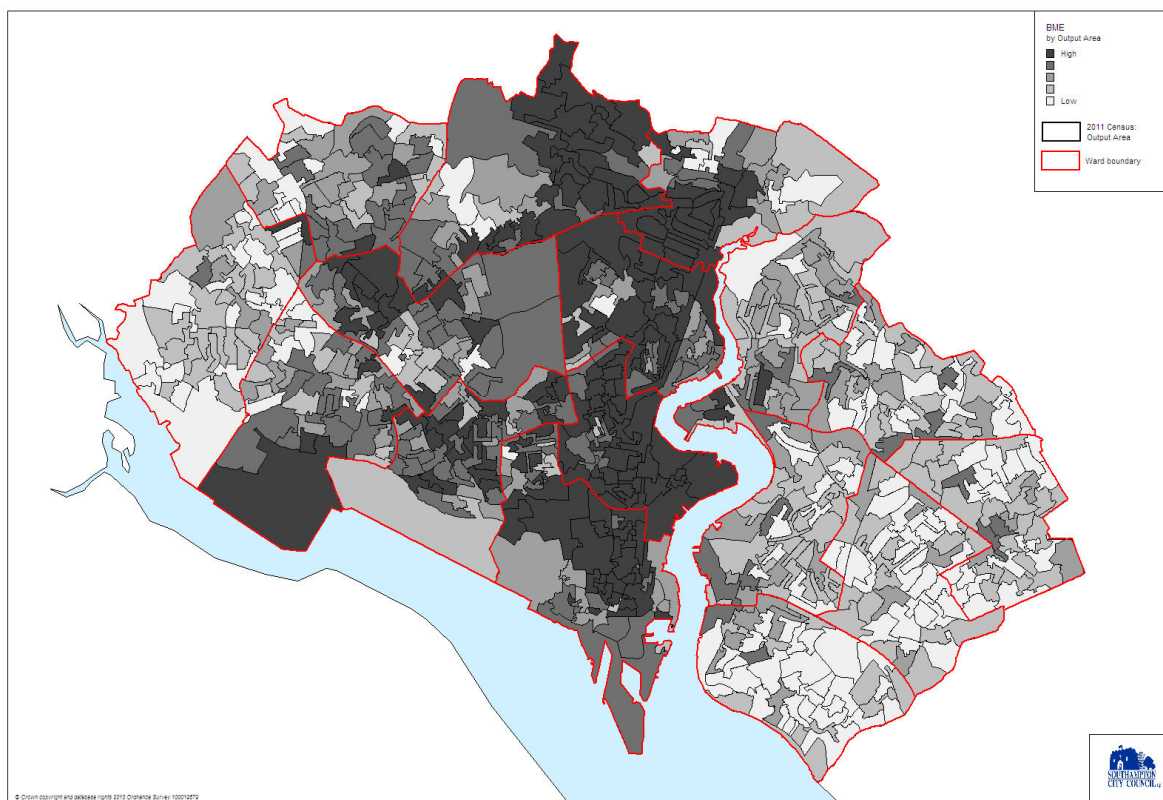 BME
by Output Area
High
Low
2011 Census:
Output Area
Ward boundary
SOUTHAMPTON
CITY COUNCIL
© Crown copyright and database rights 2013 Ordnance Survey 100019679